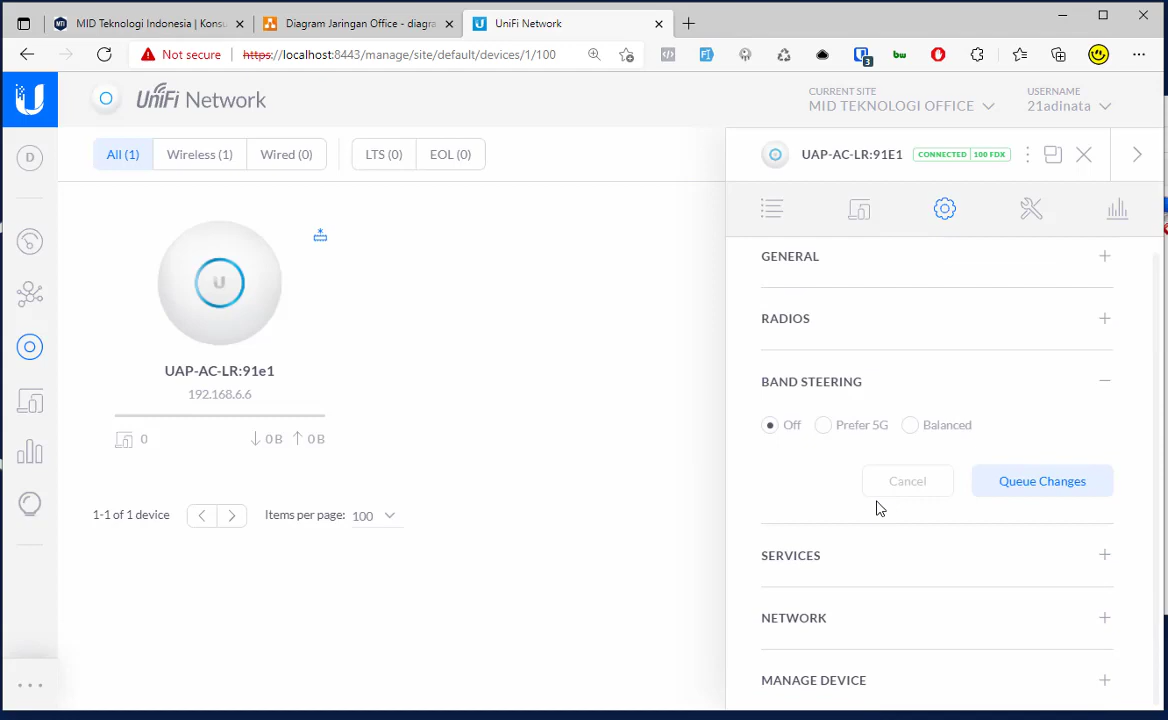 MID Teknologi Indonesia | Konsu
Diagram Jaringan Office - diagra
UniFi Network
Not secure
https://localhost:8443/manage/site/default/devices/1/100
3
bw
UniFi Network
CURRENT SITE
MID TEKNOLOGI OFFICE
USERNAME
21adinata
All (1)
Wireless (1)
Wired (0)
LTS (0)
EOL (0)
UAP-AC-LR:91E1
CONNECTED
100 FDX
D
UAP-AC-LR:91e1
192.168.6.6
0
0 B
0 B
1-1 of 1 device
Items per page:
100
GENERAL
RADIOS
BAND STEERING
Off
Prefer 5G
Balanced
Cancel
Queue Changes
SERVICES
NETWORK
MANAGE DEVICE